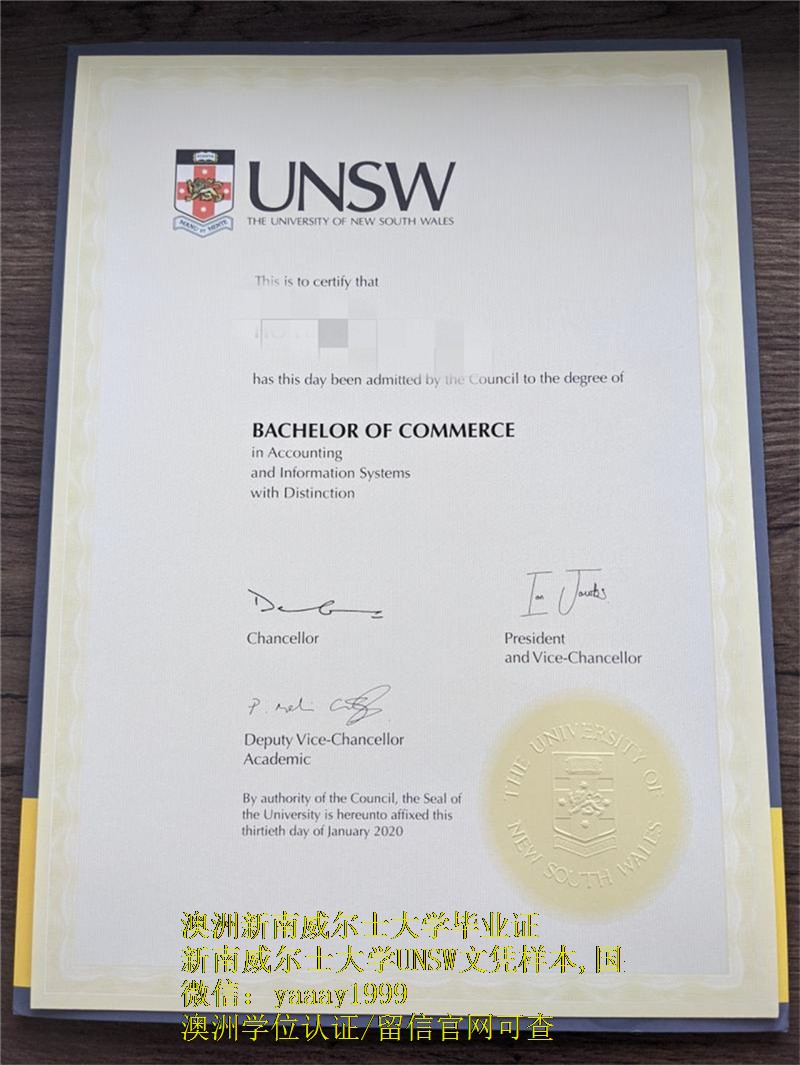 UNSW
THE UNIVERSITY OF NEW SOUTH WALES
MANU ET MENTE
This is to certify that
has this day been admitted by the Council to the degree of
BACHELOR OF COMMERCE
in Accounting
and Information Systems
with Distinction
Chancellor
President
and Vice-Chancellor
Deputy Vice-Chancellor
Academic
By authority of the Council, the Seal of
the University is hereunto affixed this
thirtieth day of January 2020
THE UNIVERSITY OF
NEW SOUTH WALES
澳洲新南威尔士大学毕业证
新南威尔士大学UNSW文凭样本,国
微信：yaaay1999
澳洲学位认证/留信官网可查